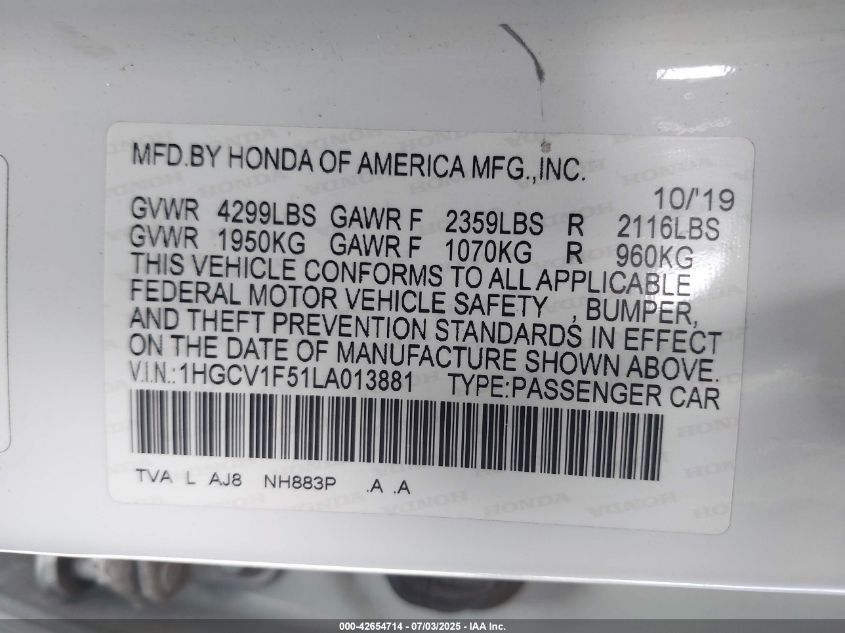 MFD.BY HONDA OF AMERICA MFG.,INC.
10/'19
GVWR 4299LBS GAWR F 2359LBS R 2116LBS
GVWR 1950KG GAWR F 1070KG R 960KG
THIS VEHICLE CONFORMS TO ALL APPLICABLE
FEDERAL MOTOR VEHICLE SAFETY , BUMPER,
AND THEFT PREVENTION STANDARDS IN EFFECT
ON THE DATE OF MANUFACTURE SHOWN ABOVE.
V.I.N.:1HGCV1F51LA013881 TYPE:PASSENGER CAR
TVA L AJ8 NH883P .A .A
000-42654714 - 07/03/2025 - IAA Inc.